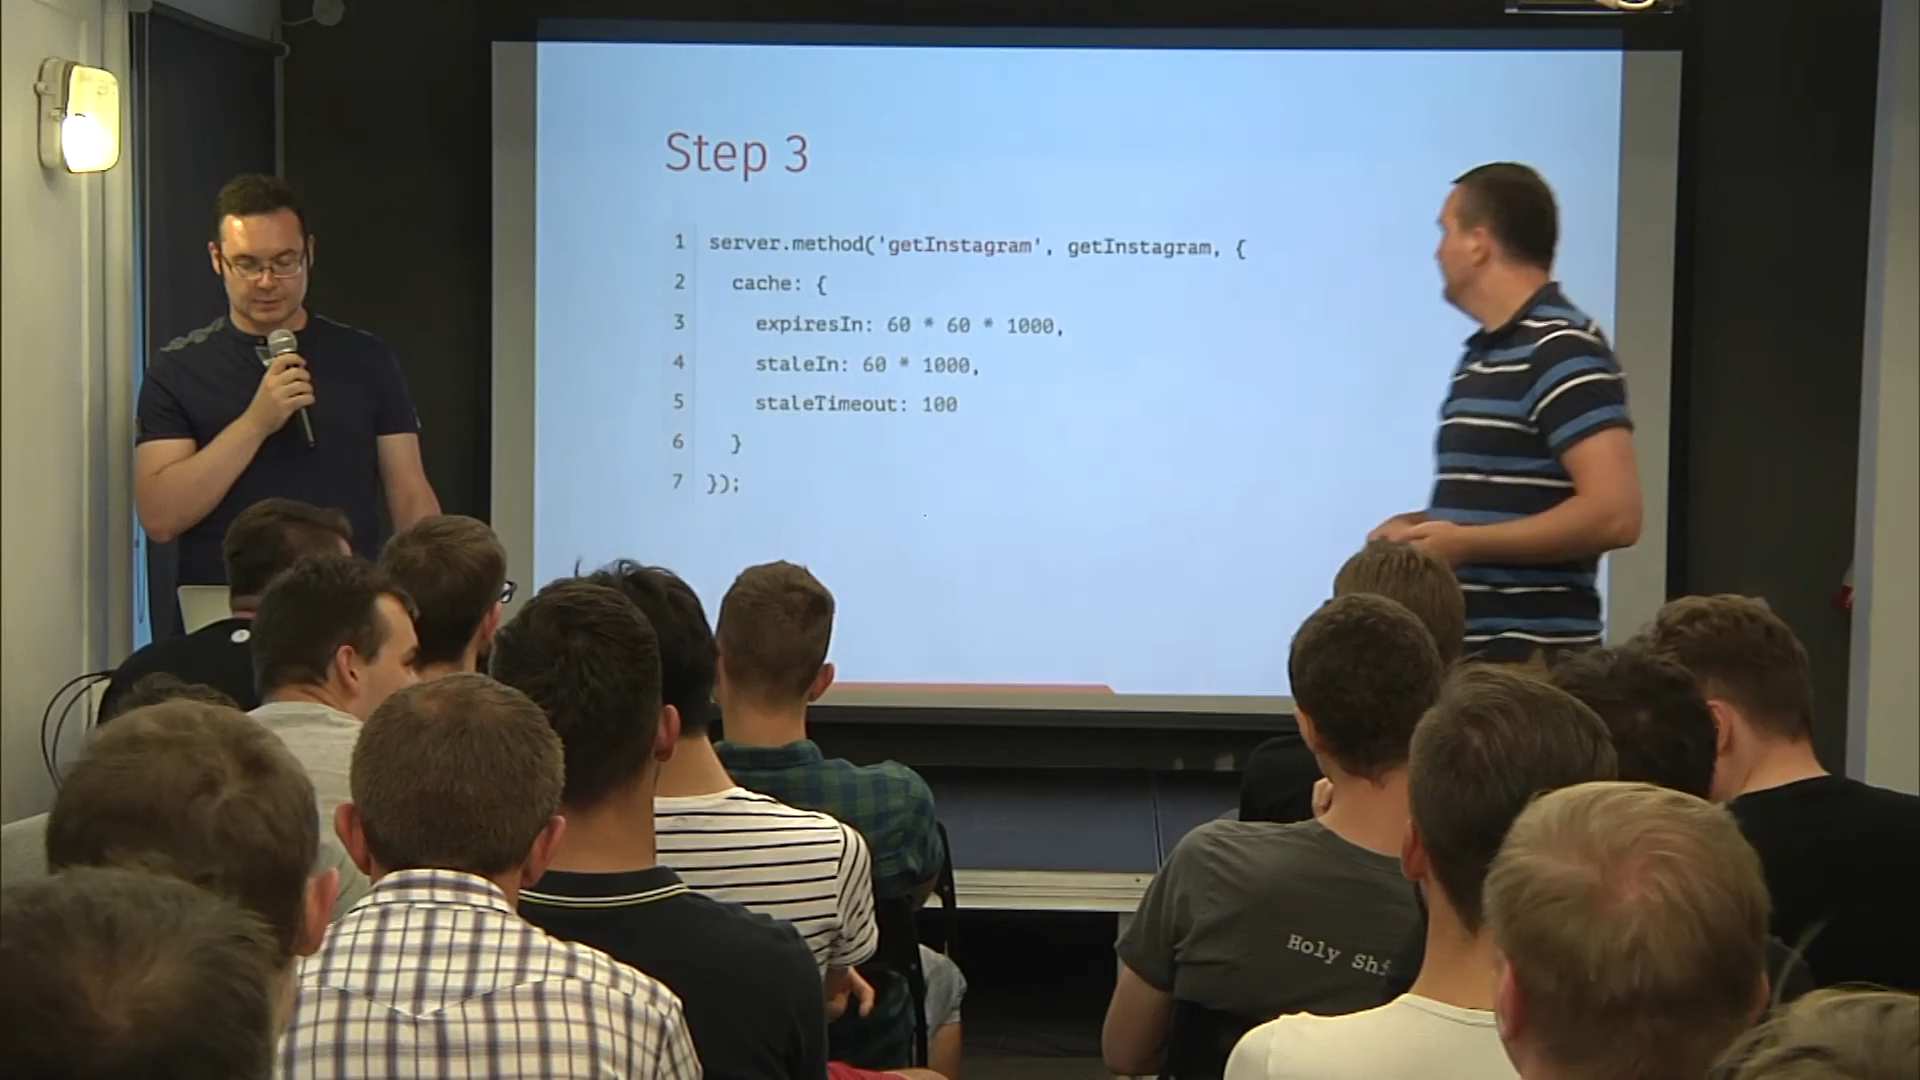 Step 3
1 server.method('getInstagram', getInstagram, {
2 cache: {
3 expiresIn: 60 * 60 * 1000,
4 staleIn: 60 * 1000,
5 staleTimeout: 100
6 }
7 });
Holy Shi